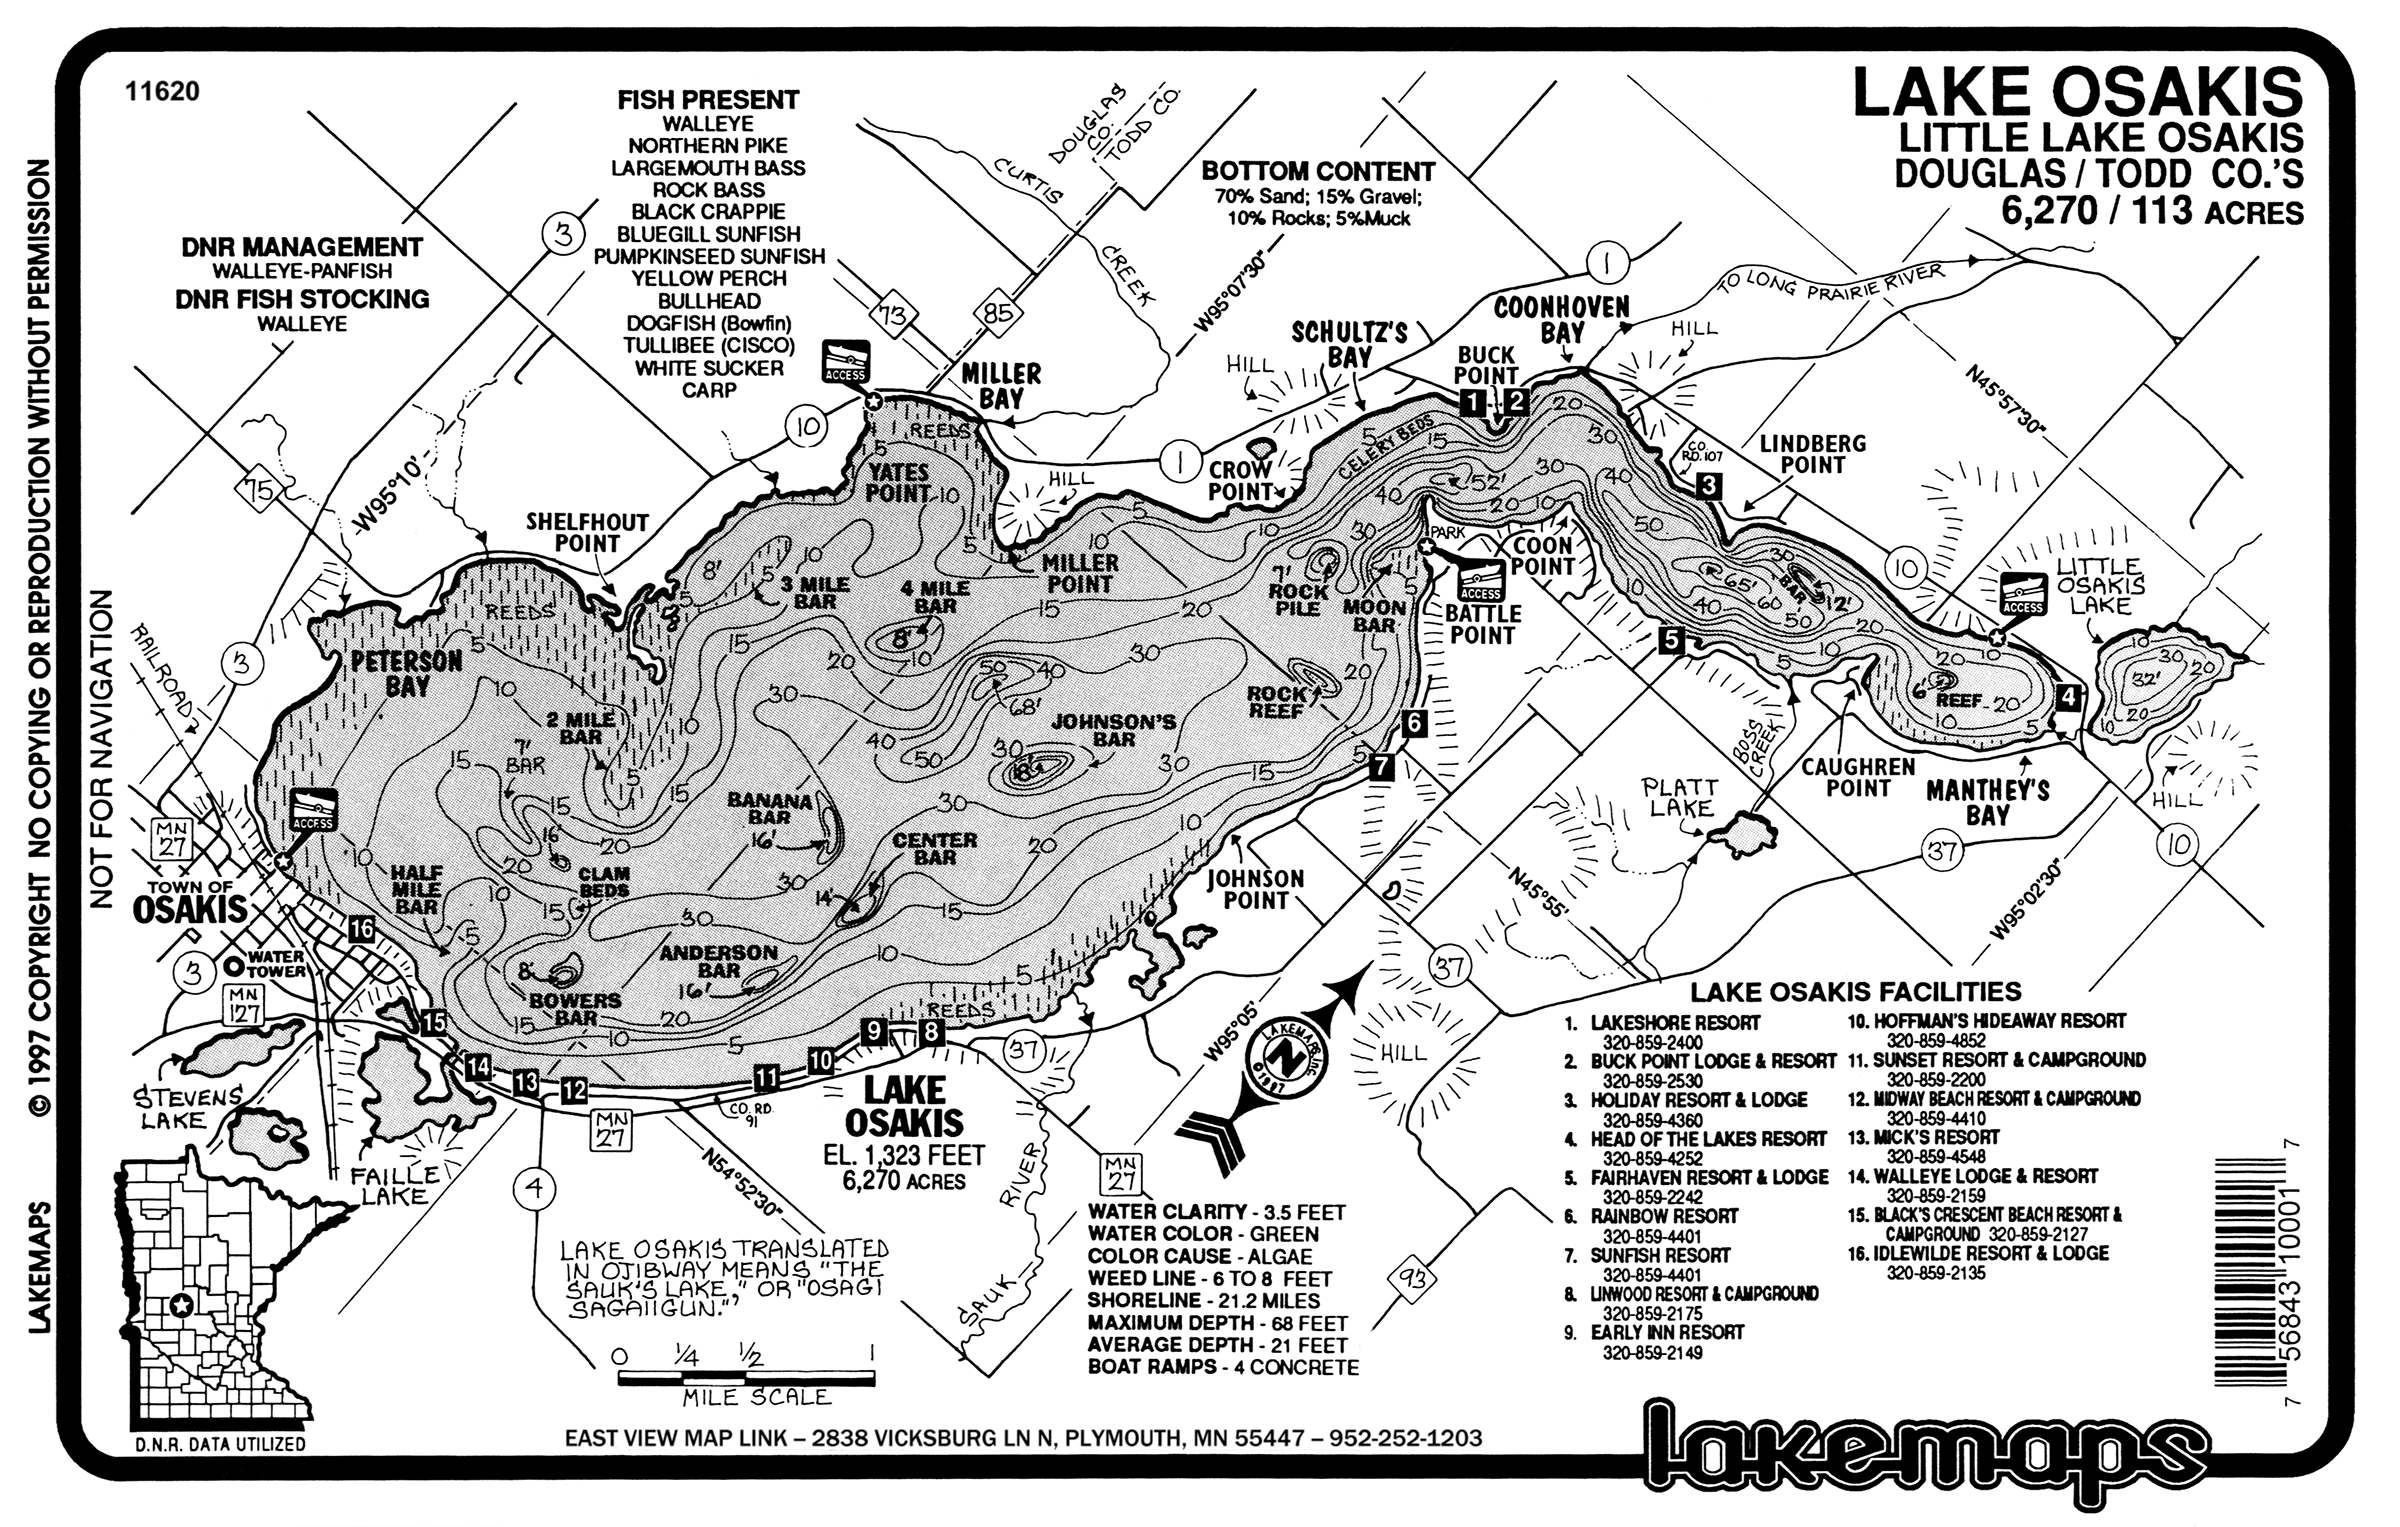 11620
LAKE OSAKIS
LITTLE LAKE OSAKIS
DOUGLAS / TODD CO.'S
6,270 / 113 ACRES
FISH PRESENT
WALLEYE
NORTHERN PIKE
LARGEMOUTH BASS
ROCK BASS
BLACK CRAPPIE
BLUEGILL SUNFISH
PUMPKINSEED SUNFISH
YELLOW PERCH
BULLHEAD
DOGFISH (Bowfin)
TULLIBEE (CISCO)
WHITE SUCKER
CARP
DNR MANAGEMENT
WALLEYE-PANFISH
DNR FISH STOCKING
WALLEYE
BOTTOM CONTENT
70% Sand; 15% Gravel;
10% Rocks; 5%Muck
DOUGLAS CO.
TODD CO.
CURTIS CREEK
W95°07'30"
W95°10'
3
73
85
1
10
75
ACCESS
MILLER BAY
REEDS
YATES POINT
HILL
SCHULTZ'S BAY
COONHOVEN BAY
BUCK POINT
1
2
TO LONG PRAIRIE RIVER
HILL
HILL
N45°57'30"
CO. RD. 107
LINDBERG POINT
3
CELERY BEDS
CROW POINT
1
SHELFHOUT POINT
REEDS
PETERSON BAY
3 MILE BAR
4 MILE BAR
8'
8'
MILLER POINT
7' ROCK PILE
MOON BAR
PARK
ACCESS
BATTLE POINT
COON POINT
52'
65'
BAR 12'
10
ACCESS
LITTLE OSAKIS LAKE
32'
5
ROCK REEF
6
7
68'
JOHNSON'S BAR
18'
2 MILE BAR
7' BAR
BANANA BAR
16'
CENTER BAR
14'
16'
CLAM BEDS
HALF MILE BAR
ANDERSON BAR
16'
8'
BOWERS BAR
REEDS
JOHNSON POINT
BOSS CREEK
PLATT LAKE
CAUGHREN POINT
6' REEF
4
MANTHEY'S BAY
HILL
10
37
W95°02'30"
N45°55'
37
HILL
W95°05'
RAILROAD
3
ACCESS
MN 27
TOWN OF
OSAKIS
16
WATER TOWER
3
MN 127
15
14
13
12
11
10
9
8
37
STEVENS LAKE
FAILLE LAKE
MN 27
CO. RD. 91
4
N54°52'30"
LAKE
OSAKIS
EL. 1,323 FEET
6,270 ACRES
SAUK RIVER
MN 27
93
LAKEMAPS, INC.
N
©1997
LAKE OSAKIS TRANSLATED
IN OJIBWAY MEANS "THE
SAUK'S LAKE," OR "OSAGI
SAGAIIGUN."
0 1/4 1/2 1
MILE SCALE
WATER CLARITY - 3.5 FEET
WATER COLOR - GREEN
COLOR CAUSE - ALGAE
WEED LINE - 6 TO 8 FEET
SHORELINE - 21.2 MILES
MAXIMUM DEPTH - 68 FEET
AVERAGE DEPTH - 21 FEET
BOAT RAMPS - 4 CONCRETE
LAKE OSAKIS FACILITIES
1. LAKESHORE RESORT
320-859-2400
2. BUCK POINT LODGE & RESORT
320-859-2530
3. HOLIDAY RESORT & LODGE
320-859-4360
4. HEAD OF THE LAKES RESORT
320-859-4252
5. FAIRHAVEN RESORT & LODGE
320-859-2242
6. RAINBOW RESORT
320-859-4401
7. SUNFISH RESORT
320-859-4401
8. LINWOOD RESORT & CAMPGROUND
320-859-2175
9. EARLY INN RESORT
320-859-2149
10. HOFFMAN'S HIDEAWAY RESORT
320-859-4852
11. SUNSET RESORT & CAMPGROUND
320-859-2200
12. MIDWAY BEACH RESORT & CAMPGROUND
320-859-4410
13. MICK'S RESORT
320-859-4548
14. WALLEYE LODGE & RESORT
320-859-2159
15. BLACK'S CRESCENT BEACH RESORT &
CAMPGROUND 320-859-2127
16. IDLEWILDE RESORT & LODGE
320-859-2135
7 56843 10001 7
D.N.R. DATA UTILIZED
EAST VIEW MAP LINK – 2838 VICKSBURG LN N, PLYMOUTH, MN 55447 – 952-252-1203
lakemaps
LAKEMAPS © 1997 COPYRIGHT NO COPYING OR REPRODUCTION WITHOUT PERMISSION
NOT FOR NAVIGATION